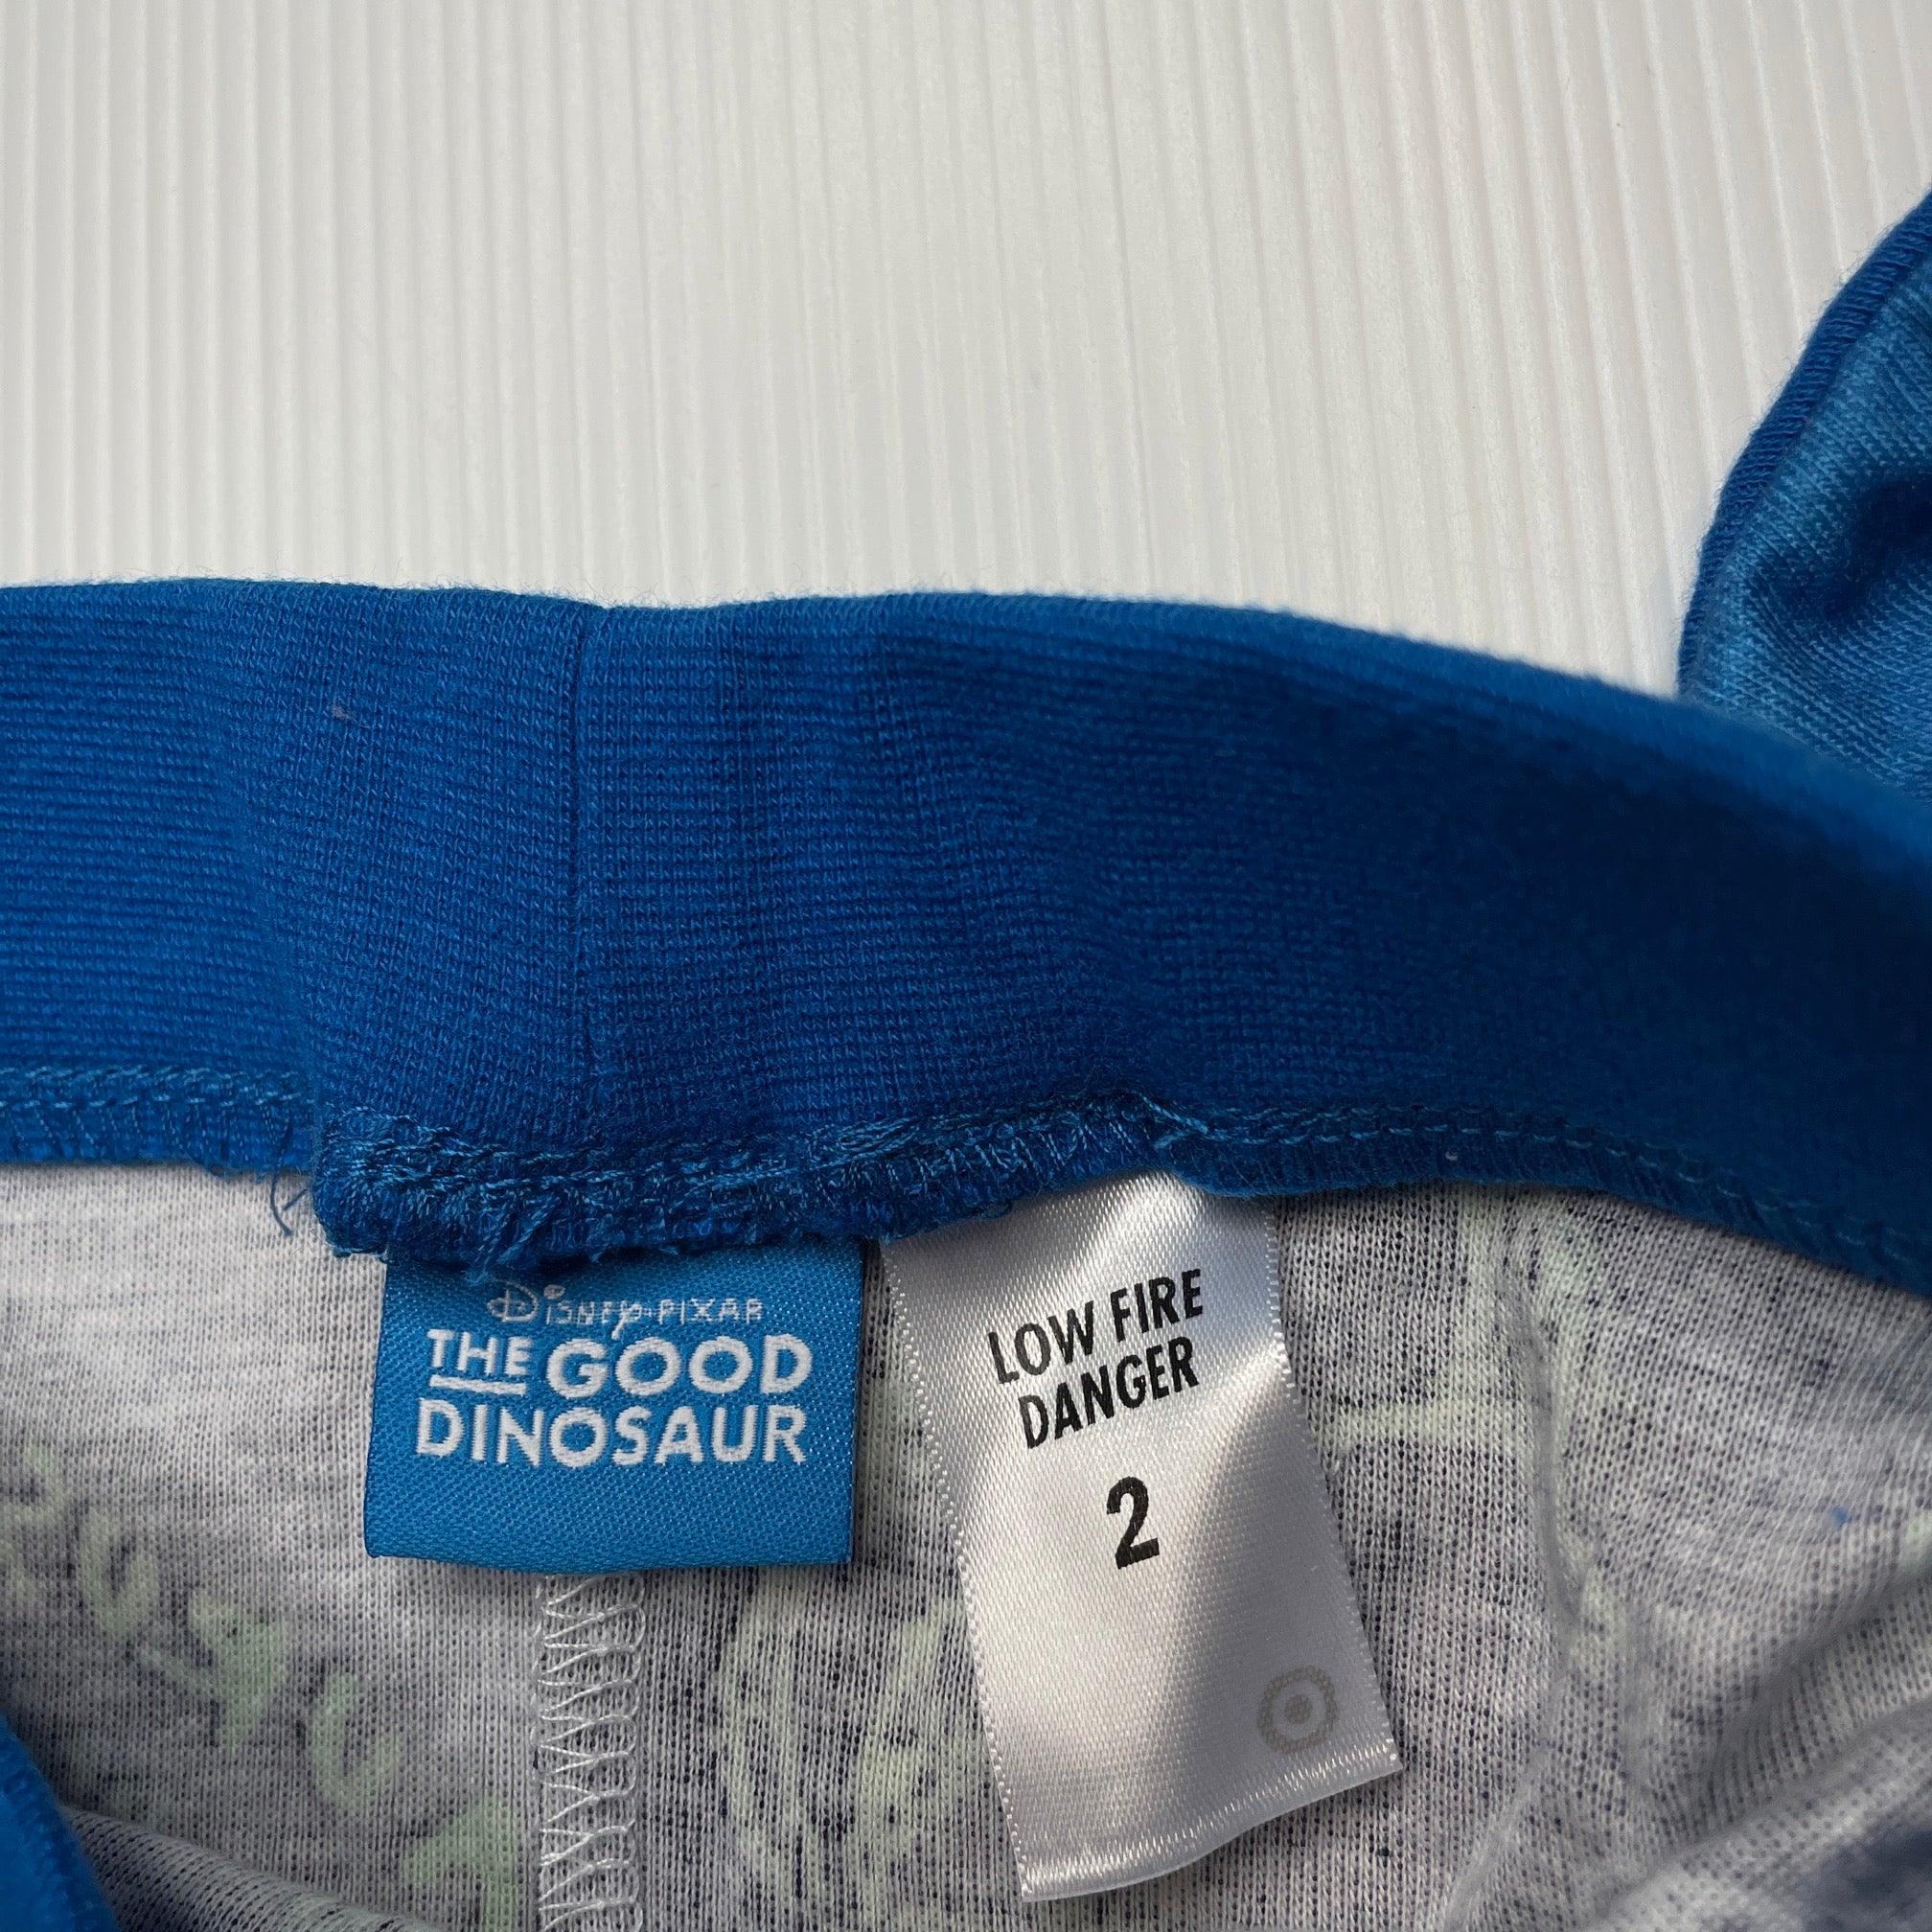 Disney·PIXAR
THE GOOD
DINOSAUR
LOW FIRE
DANGER
2